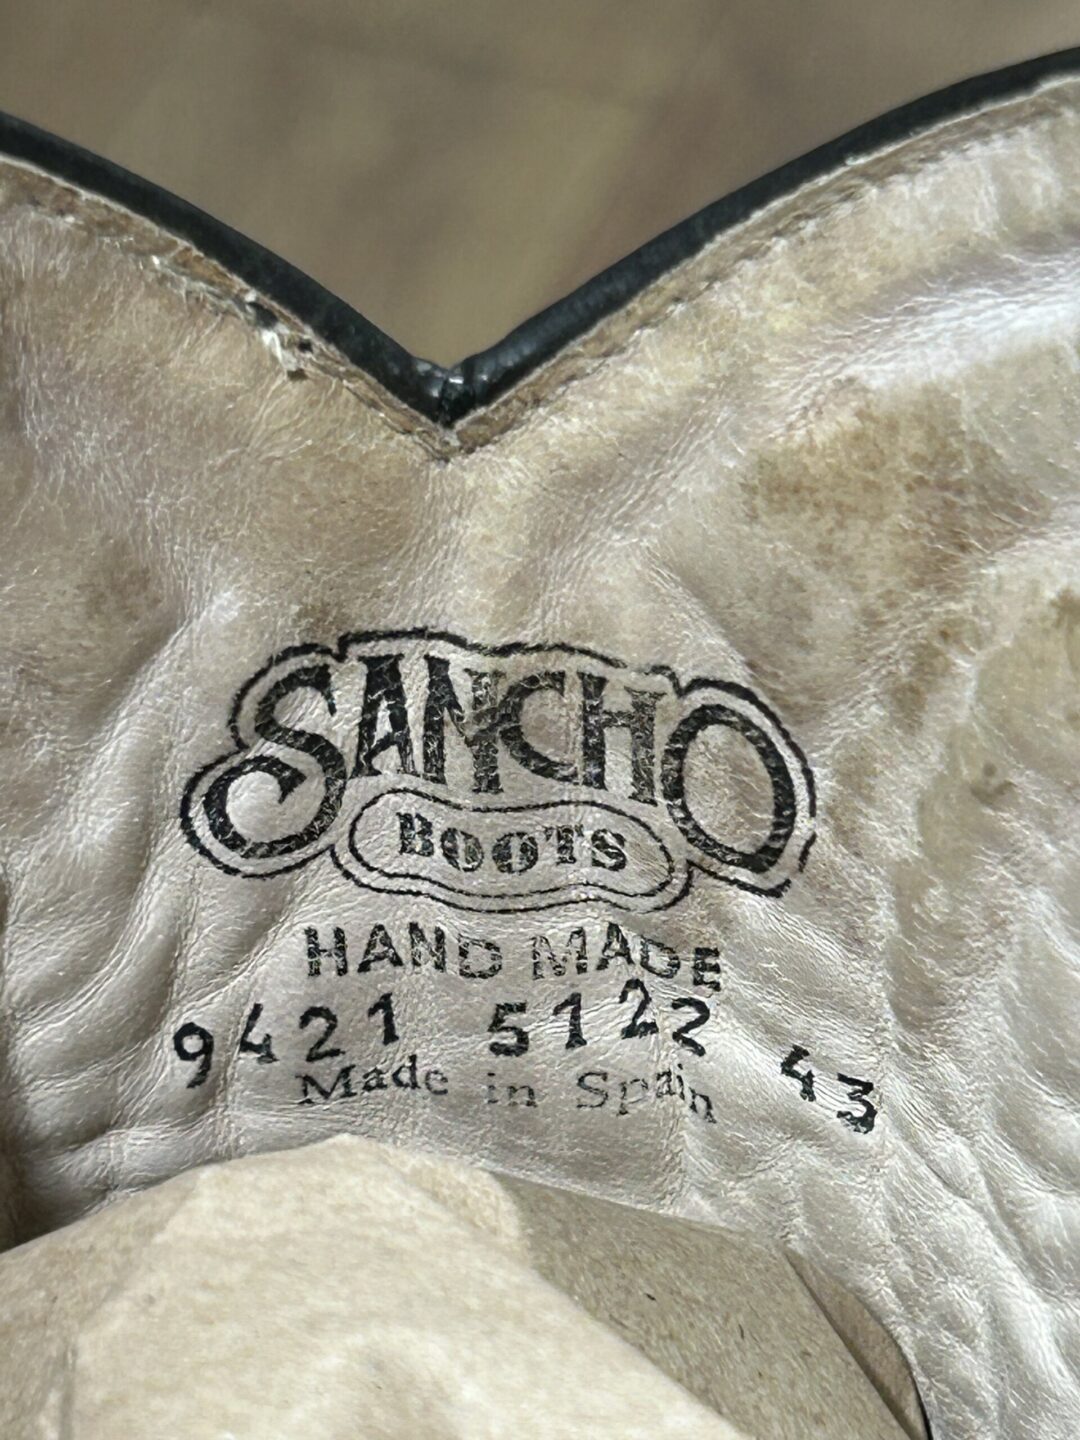 SANCHO
BOOTS
HAND MADE
9421 5122 43
Made in Spain